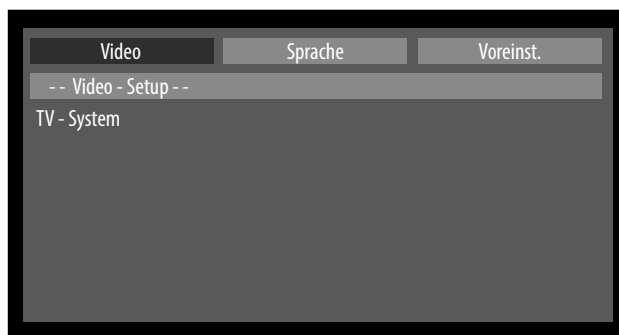 Video Sprache Voreinst.
- - Video - Setup - -
TV - System